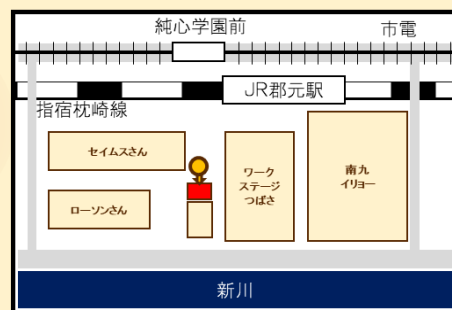 純心学園前
市電
JR郡元駅
指宿枕崎線
セイムスさん
ローソンさん
ワーク
ステージ
つばさ
南九
イリョー
新川